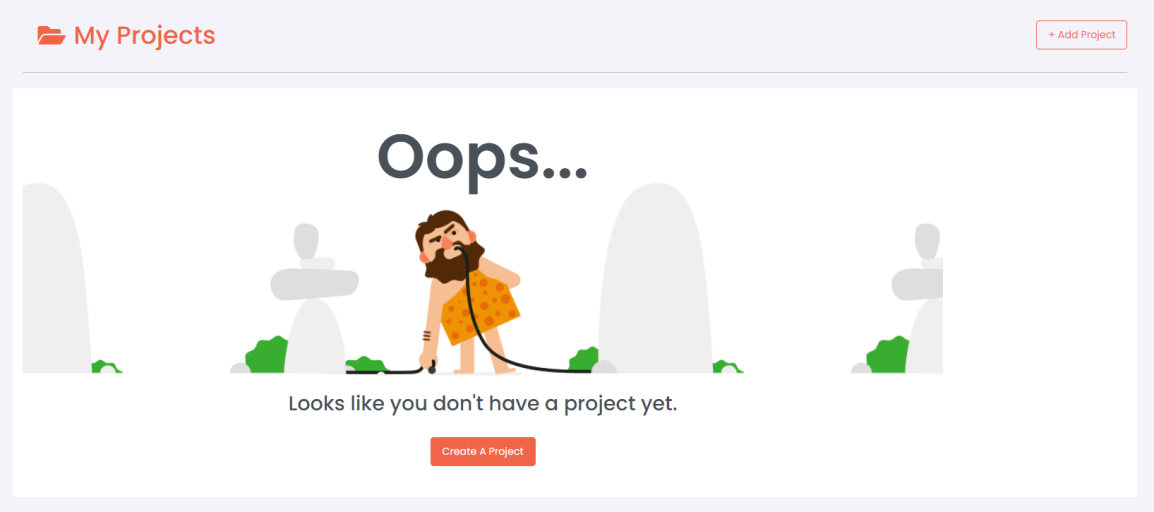 My Projects
+ Add Project
Oops...
Looks like you don't have a project yet.
Create A Project